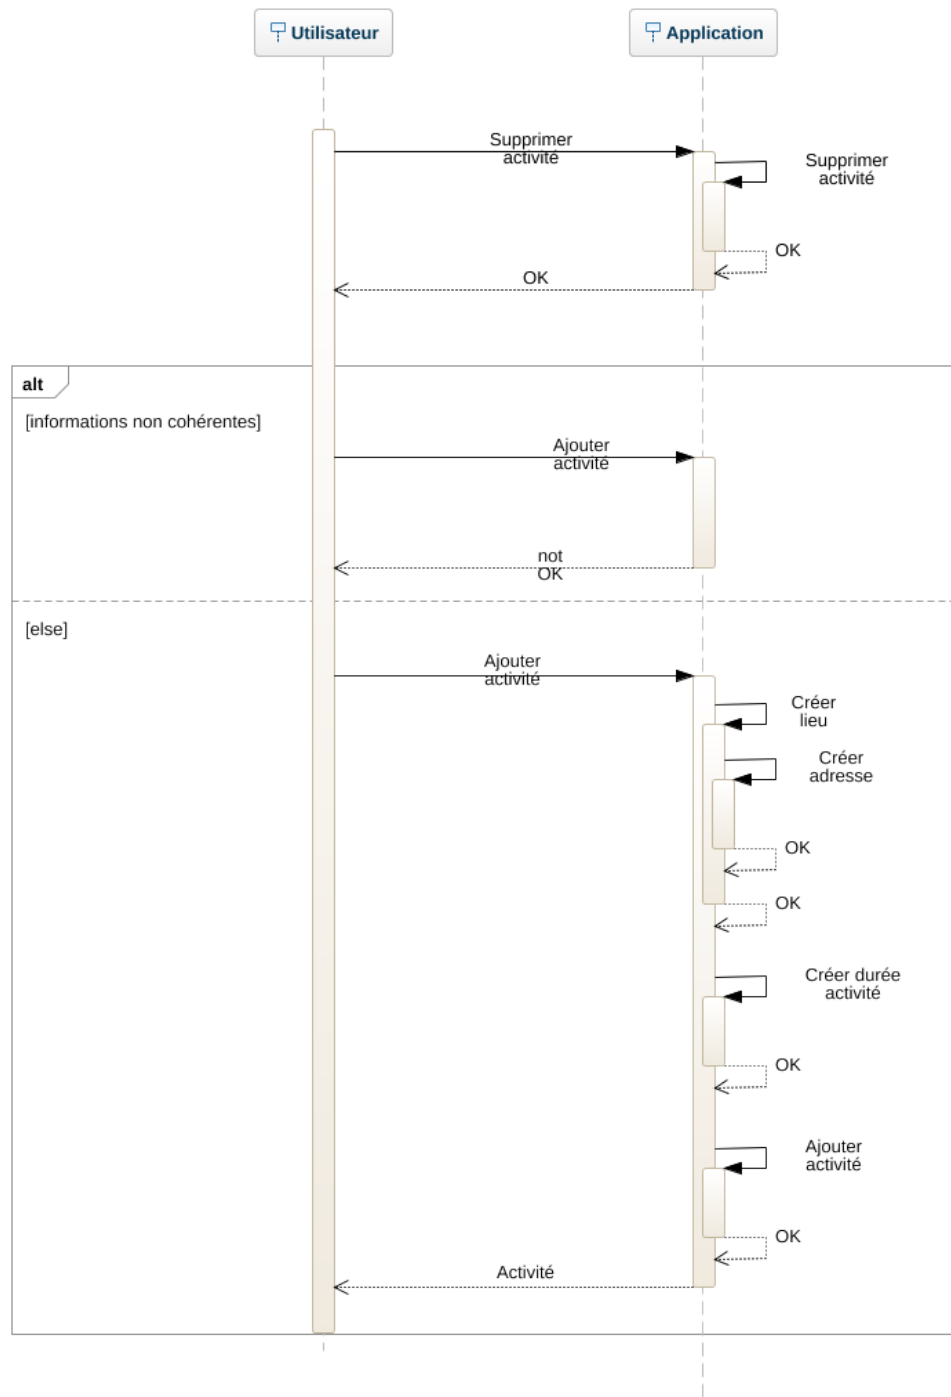 Utilisateur
Application
Supprimer
activité
Supprimer
activité
OK
OK
alt
[informations non cohérentes]
Ajouter
activité
not
OK
[else]
Ajouter
activité
Créer
lieu
Créer
adresse
OK
OK
Créer durée
activité
OK
Ajouter
activité
OK
Activité